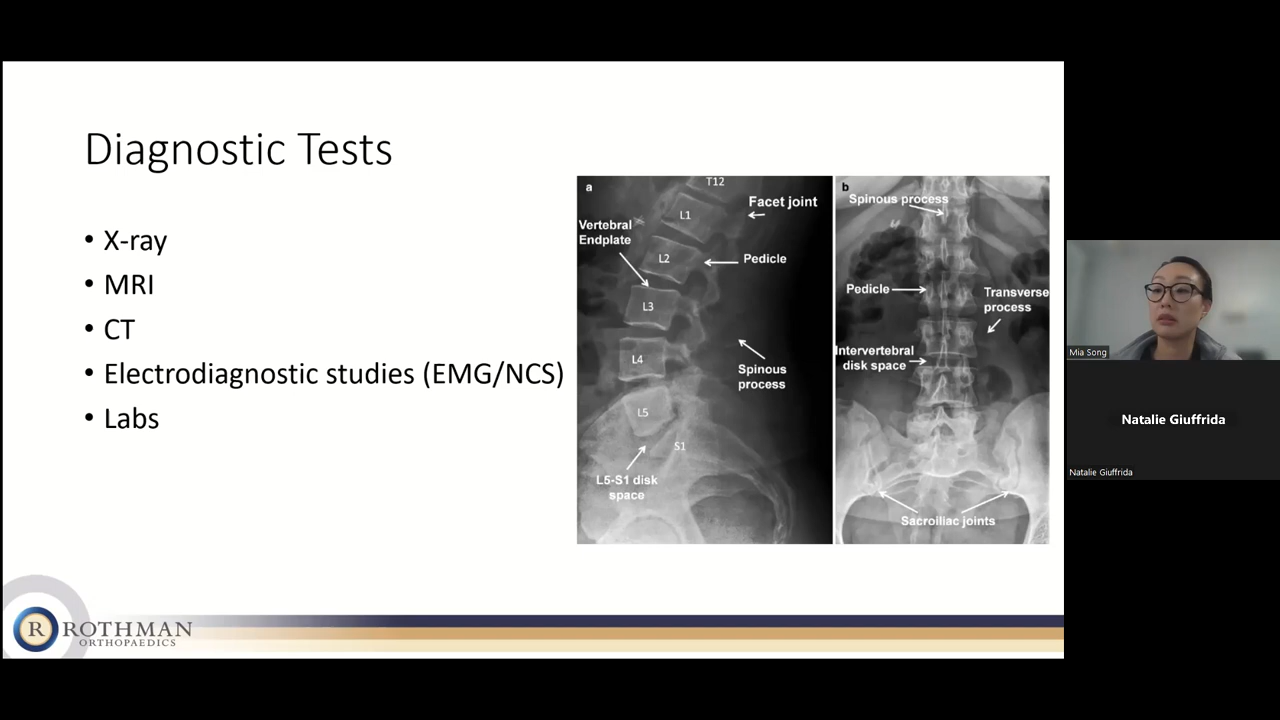 Diagnostic Tests
• X-ray
• MRI
• CT
• Electrodiagnostic studies (EMG/NCS)
• Labs
a
T12
L1
Facet joint
Vertebral
Endplate
L2
Pedicle
L3
L4
Spinous
process
L5
S1
L5-S1 disk
space
b
Spinous process
Pedicle
Transverse
process
Intervertebral
disk space
Sacroiliac joints
R ROTHMAN
ORTHOPAEDICS
Mia Song
Natalie Giuffrida
Natalie Giuffrida